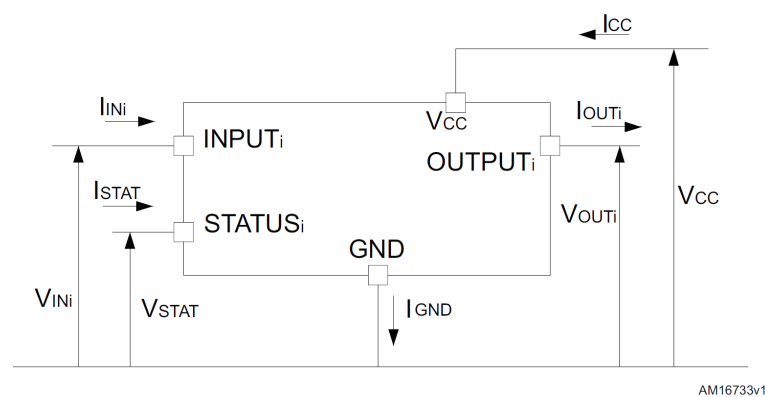 ICC
IINi
VCC
IOUTi
INPUTi
OUTPUTi
ISTAT
VCC
STATUSi
VOUTi
GND
VINi
VSTAT
IGND
AM16733v1